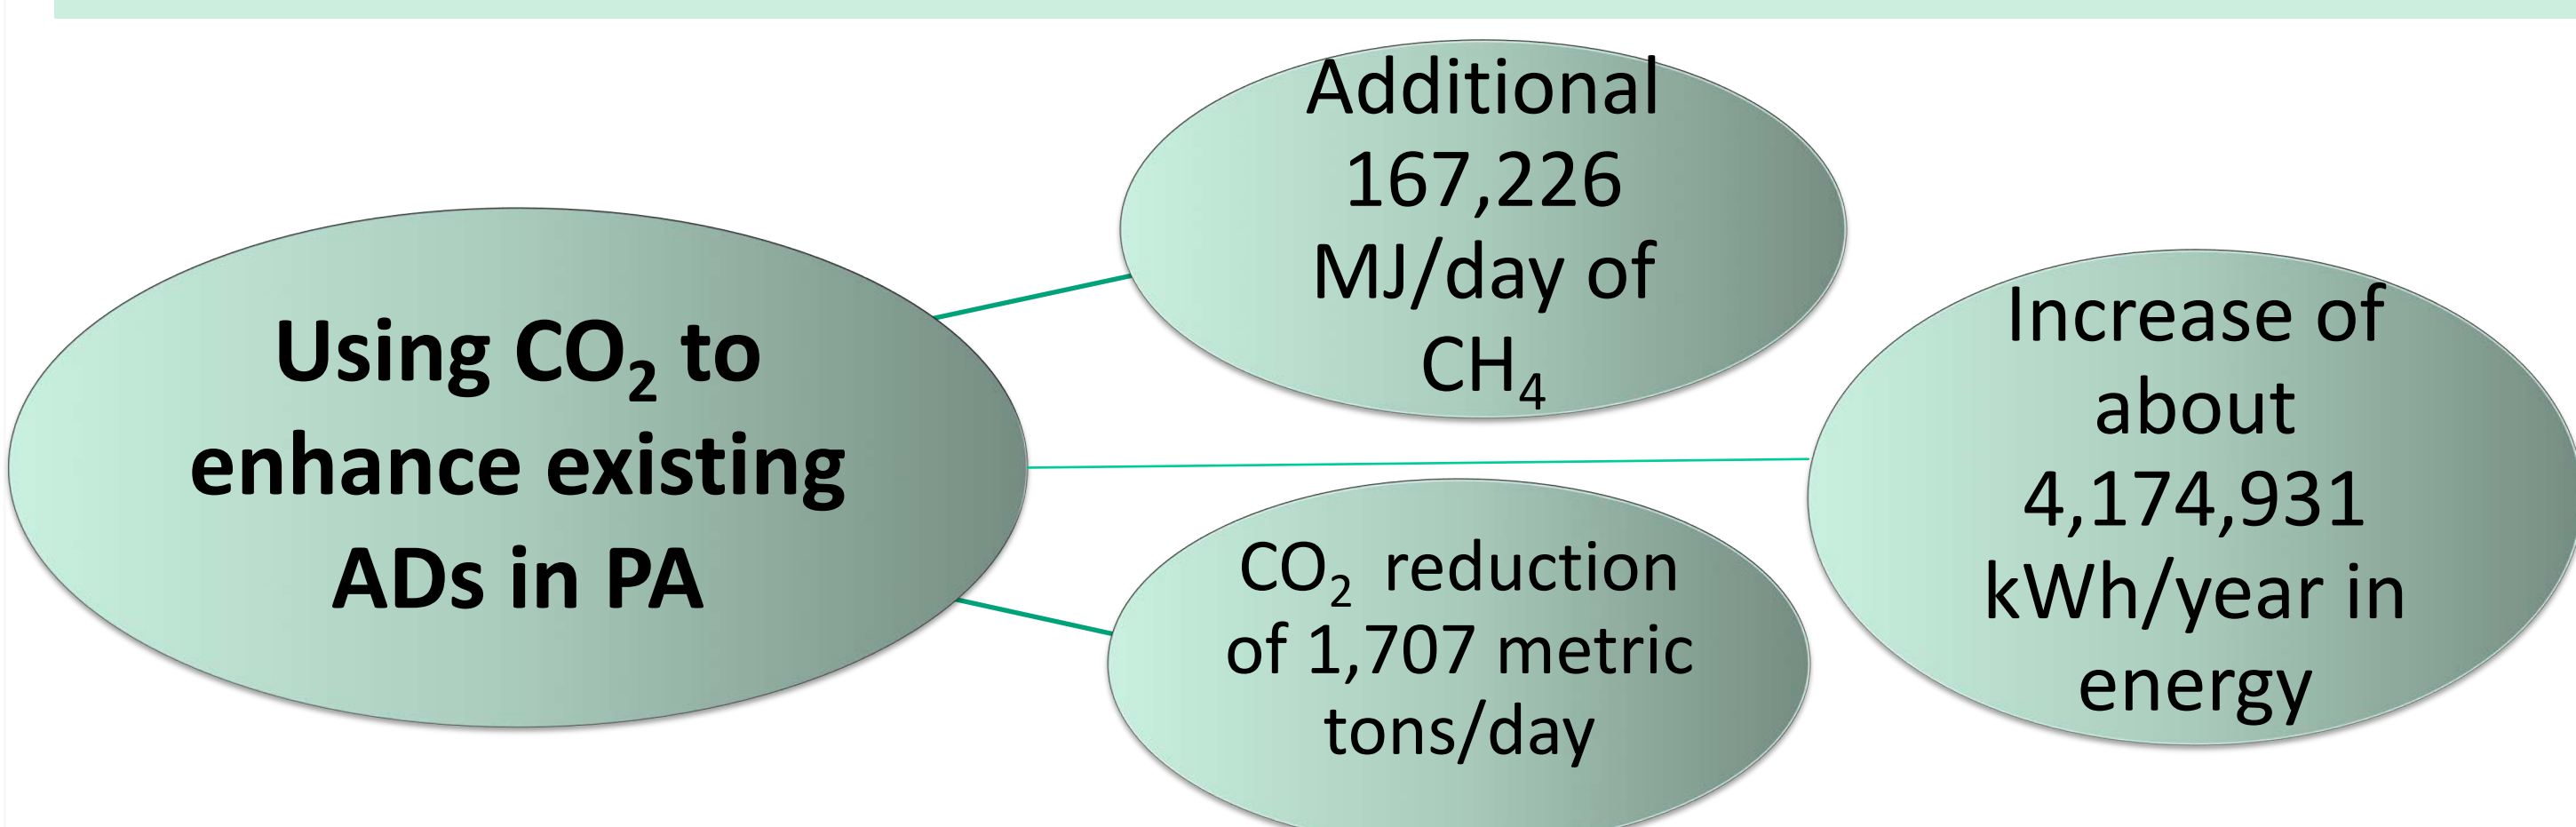 Using CO₂ to
enhance existing
ADs in PA
Additional
167,226
MJ/day of
CH₄
Increase of
about
4,174,931
kWh/year in
energy
CO₂ reduction
of 1,707 metric
tons/day